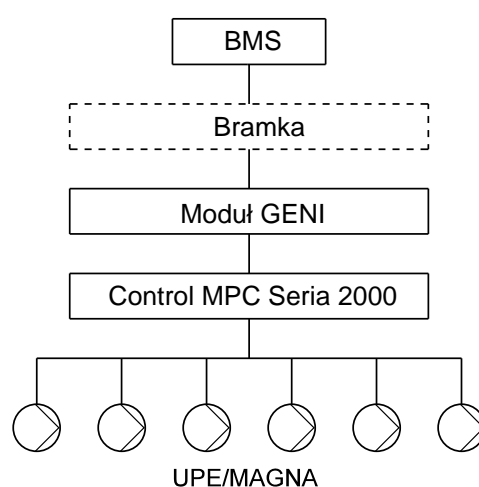 BMS
Bramka
Moduł GENI
Control MPC Seria 2000
UPE/MAGNA